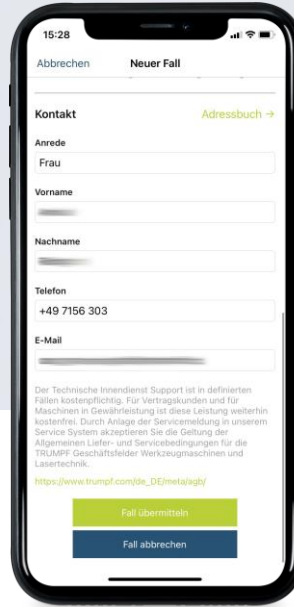 15:28
Abbrechen
Neuer Fall
Kontakt
Adressbuch →
Anrede
Frau
Vorname
Nachname
Telefon
+49 7156 303
E-Mail
Der Technische Innendienst Support ist in definierten
Fällen kostenpflichtig. Für Vertragskunden und für
Maschinen in Gewährleistung ist diese Leistung weiterhin
kostenfrei. Durch Anlage der Servicemeldung in unserem
Service System akzeptieren Sie die Geltung der
Allgemeinen Liefer- und Servicebedingungen für die
TRUMPF Geschäftsfelder Werkzeugmaschinen und
Lasertechnik.
https://www.trumpf.com/de_DE/meta/agb/
Fall übermitteln
Fall abbrechen